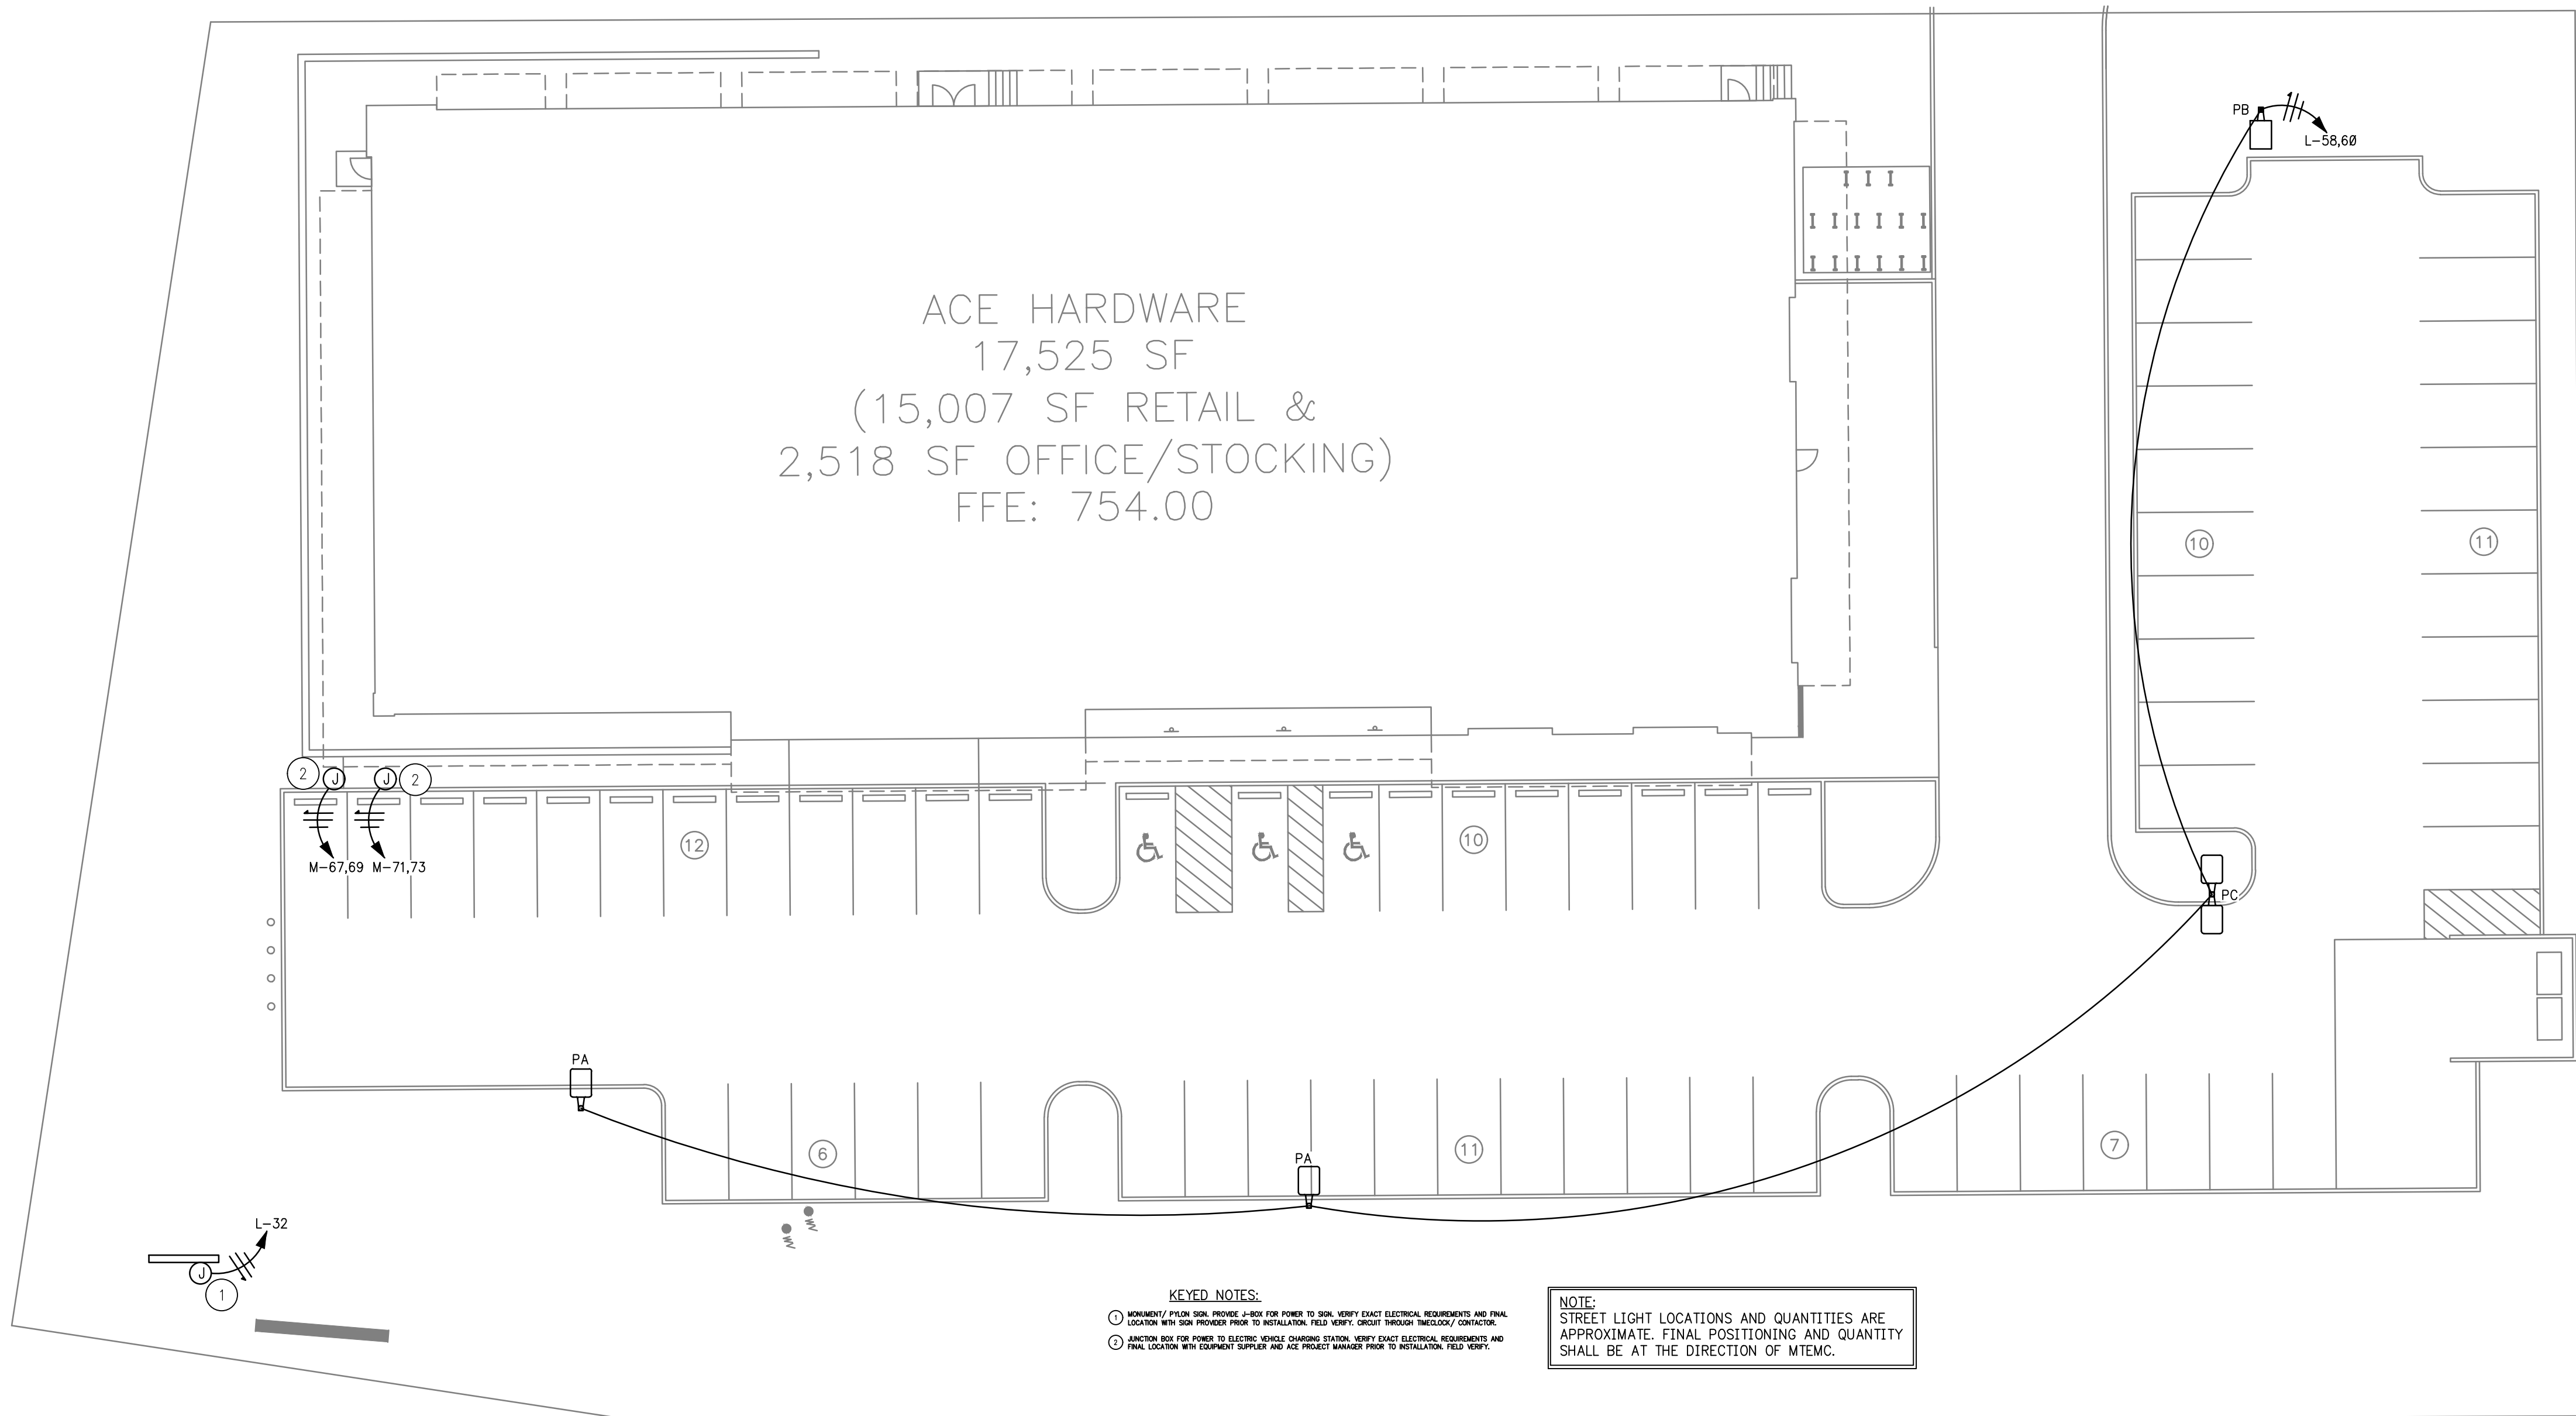 PB
L-58,60
ACE HARDWARE
17,525 SF
(15,007 SF RETAIL &
2,518 SF OFFICE/STOCKING)
FFE: 754.00
10
11
2
J
J
2
M-67,69
M-71,73
12
10
PC
PA
PA
6
11
7
L-32
J
1
KEYED NOTES:
1 MONUMENT/ PYLON SIGN. PROVIDE J-BOX FOR POWER TO SIGN. VERIFY EXACT ELECTRICAL REQUIREMENTS AND FINAL
LOCATION WITH SIGN PROVIDER PRIOR TO INSTALLATION. FIELD VERIFY. CIRCUIT THROUGH TIMECLOCK/ CONTACTOR.
2 JUNCTION BOX FOR POWER TO ELECTRIC VEHICLE CHARGING STATION. VERIFY EXACT ELECTRICAL REQUIREMENTS AND
FINAL LOCATION WITH EQUIPMENT SUPPLIER AND ACE PROJECT MANAGER PRIOR TO INSTALLATION. FIELD VERIFY.
NOTE:
STREET LIGHT LOCATIONS AND QUANTITIES ARE
APPROXIMATE. FINAL POSITIONING AND QUANTITY
SHALL BE AT THE DIRECTION OF MTEMC.